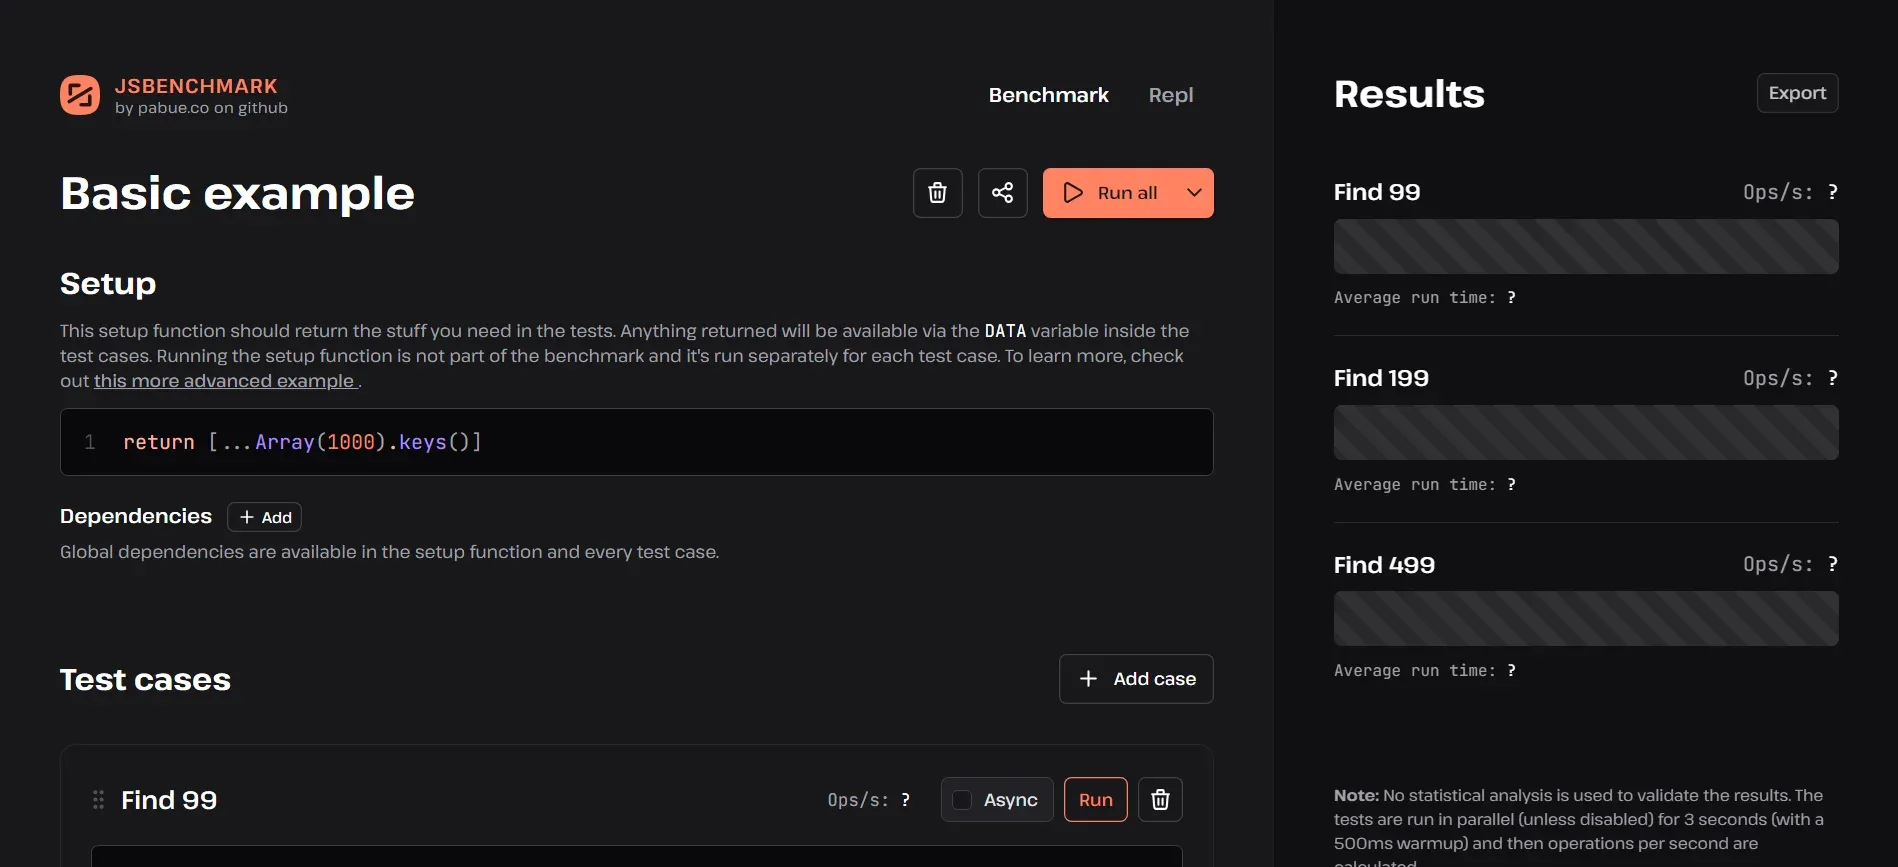 JSBENCHMARK
by pabue.co on github
Benchmark
Repl
Basic example
Run all
Setup
This setup function should return the stuff you need in the tests. Anything returned will be available via the DATA variable inside the
test cases. Running the setup function is not part of the benchmark and it's run separately for each test case. To learn more, check
out this more advanced example .
1 return [...Array(1000).keys()]
Dependencies
+ Add
Global dependencies are available in the setup function and every test case.
Test cases
+ Add case
Find 99
Ops/s: ?
Async
Run
Results
Export
Find 99
Ops/s: ?
Average run time: ?
Find 199
Ops/s: ?
Average run time: ?
Find 499
Ops/s: ?
Average run time: ?
Note: No statistical analysis is used to validate the results. The
tests are run in parallel (unless disabled) for 3 seconds (with a
500ms warmup) and then operations per second are
calculated